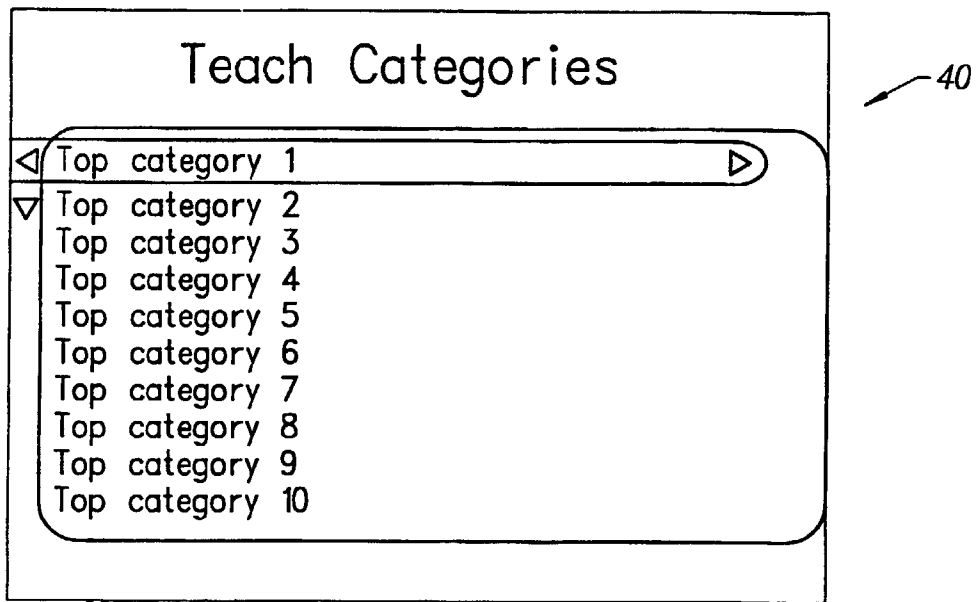 Teach Categories
40
Top category 1
Top category 2
Top category 3
Top category 4
Top category 5
Top category 6
Top category 7
Top category 8
Top category 9
Top category 10